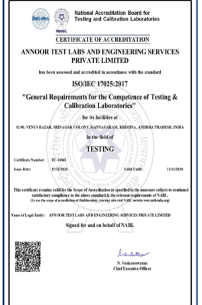 National Accreditation Board for
Testing and Calibration Laboratories
CERTIFICATE OF ACCREDITATION
ANNOOR TEST LABS AND ENGINEERING SERVICES
PRIVATE LIMITED
has been assessed and accredited in accordance with the standard
ISO/IEC 17025:2017
"General Requirements for the Competence of Testing &
Calibration Laboratories"
for its facilities at
in the field of
TESTING
Certificate Number:
Issue Date:
Valid Until:
This certificate remains valid for the Scope of Accreditation as specified in the annexure subject to continued
satisfactory compliance to the above standard & the relevant requirements of NABL.
Name of Legal Entity: ANNOOR TEST LABS AND ENGINEERING SERVICES PRIVATE LIMITED
Signed for and on behalf of NABL
N. Venkateswaran
Chief Executive Officer